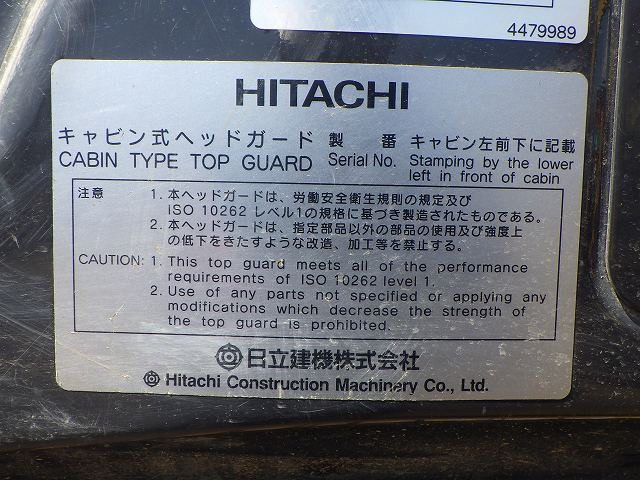 4479989
HITACHI
キャビン式ヘッドガード 製 番 キャビン左前下に記載
CABIN TYPE TOP GUARD Serial No. Stamping by the lower
left in front of cabin
注意 1. 本ヘッドガードは、労働安全衛生規則の規定及び
ISO 10262 レベル1の規格に基づき製造されたものである。
2. 本ヘッドガードは、指定部品以外の部品の使用及び強度上
の低下をきたすような改造、加工等を禁止する。
CAUTION: 1. This top guard meets all of the performance
requirements of ISO 10262 level 1.
2. Use of any parts not specified or applying any
modifications which decrease the strength of
the top guard is prohibited.
日立建機株式会社
Hitachi Construction Machinery Co., Ltd.